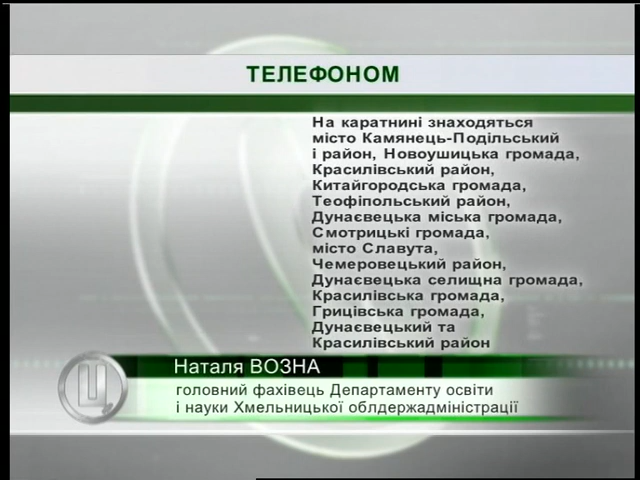 ТЕЛЕФОНОМ
На каратнині знаходяться
місто Камянець-Подільський
і район, Новоушицька громада,
Красилівський район,
Китайгородська громада,
Теофіпольський район,
Дунаєвецька міська громада,
Смотрицькі громада,
місто Славута,
Чемеровецький район,
Дунаєвецька селищна громада,
Красилівська громада,
Грицівська громада,
Дунаєвецький та
Красилівський район
Наталя ВОЗНА
Ц
головний фахівець Департаменту освіти
і науки Хмельницької облдержадміністрації